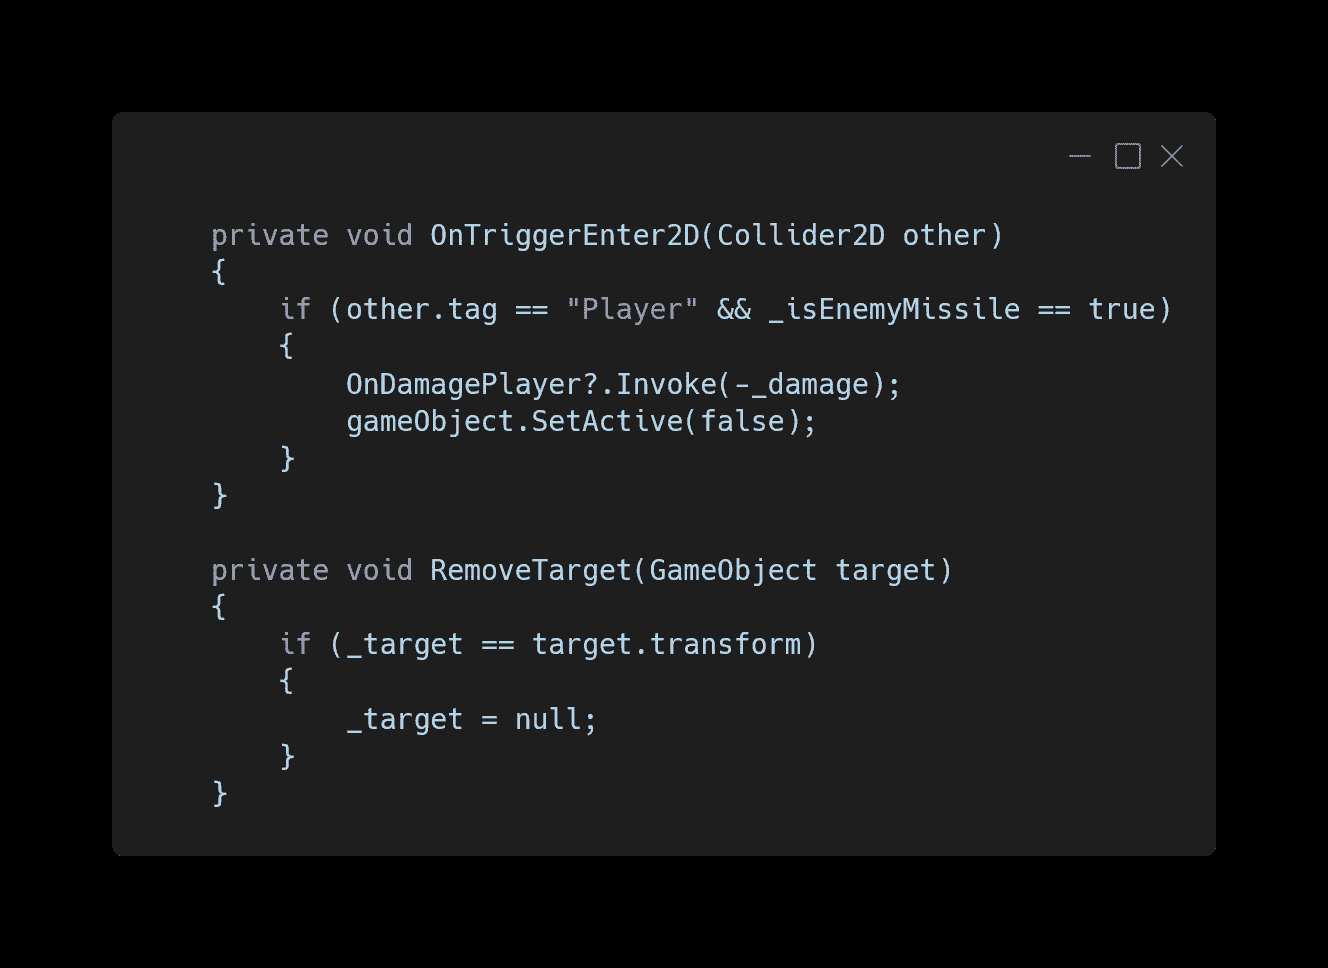 private void OnTriggerEnter2D(Collider2D other)
{
    if (other.tag == "Player" && _isEnemyMissile == true)
    {
        OnDamagePlayer?.Invoke(-_damage);
        gameObject.SetActive(false);
    }
}

private void RemoveTarget(GameObject target)
{
    if (_target == target.transform)
    {
        _target = null;
    }
}